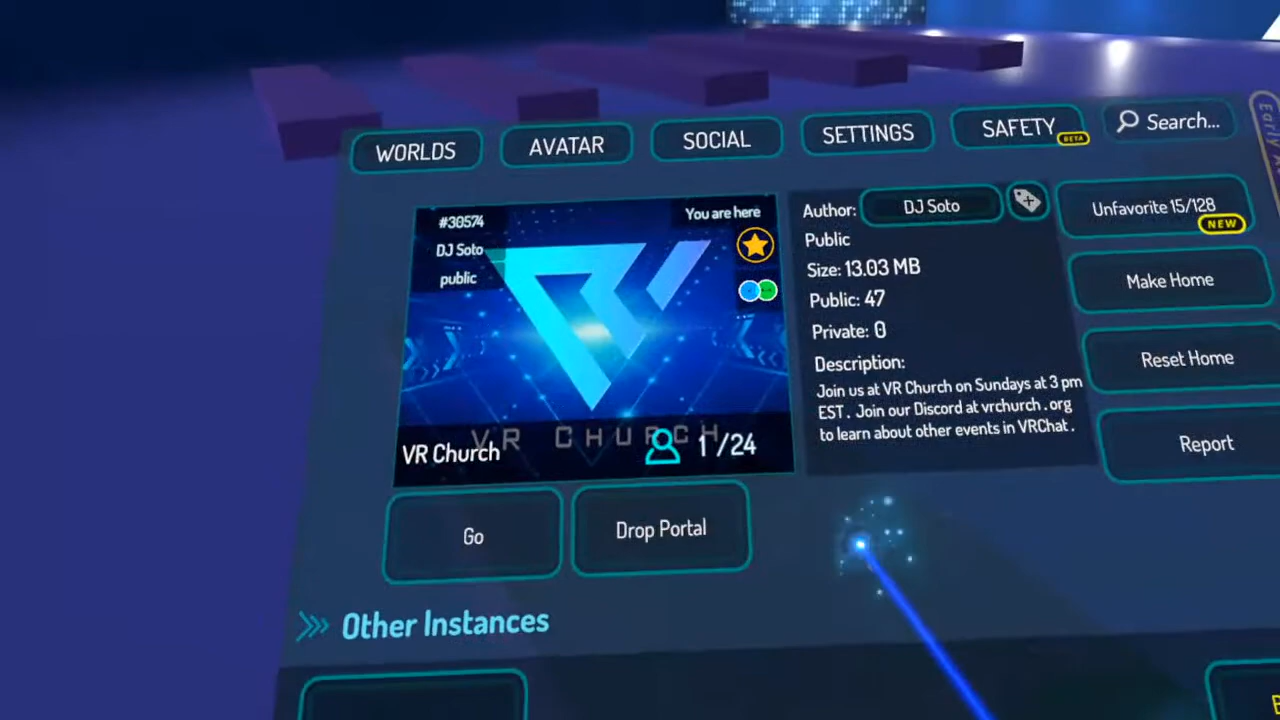 WORLDS
AVATAR
SOCIAL
SETTINGS
SAFETY
BETA
Search...
#30574
DJ Soto
public
You are here
VR CHURCH
VR Church
1/24
Author: DJ Soto
Public
Size: 13.03 MB
Public: 47
Private: 0
Description:
Join us at VR Church on Sundays at 3 pm
EST. Join our Discord at vrchurch.org
to learn about other events in VRChat.
Unfavorite 15/128
NEW
Make Home
Reset Home
Report
Go
Drop Portal
Other Instances